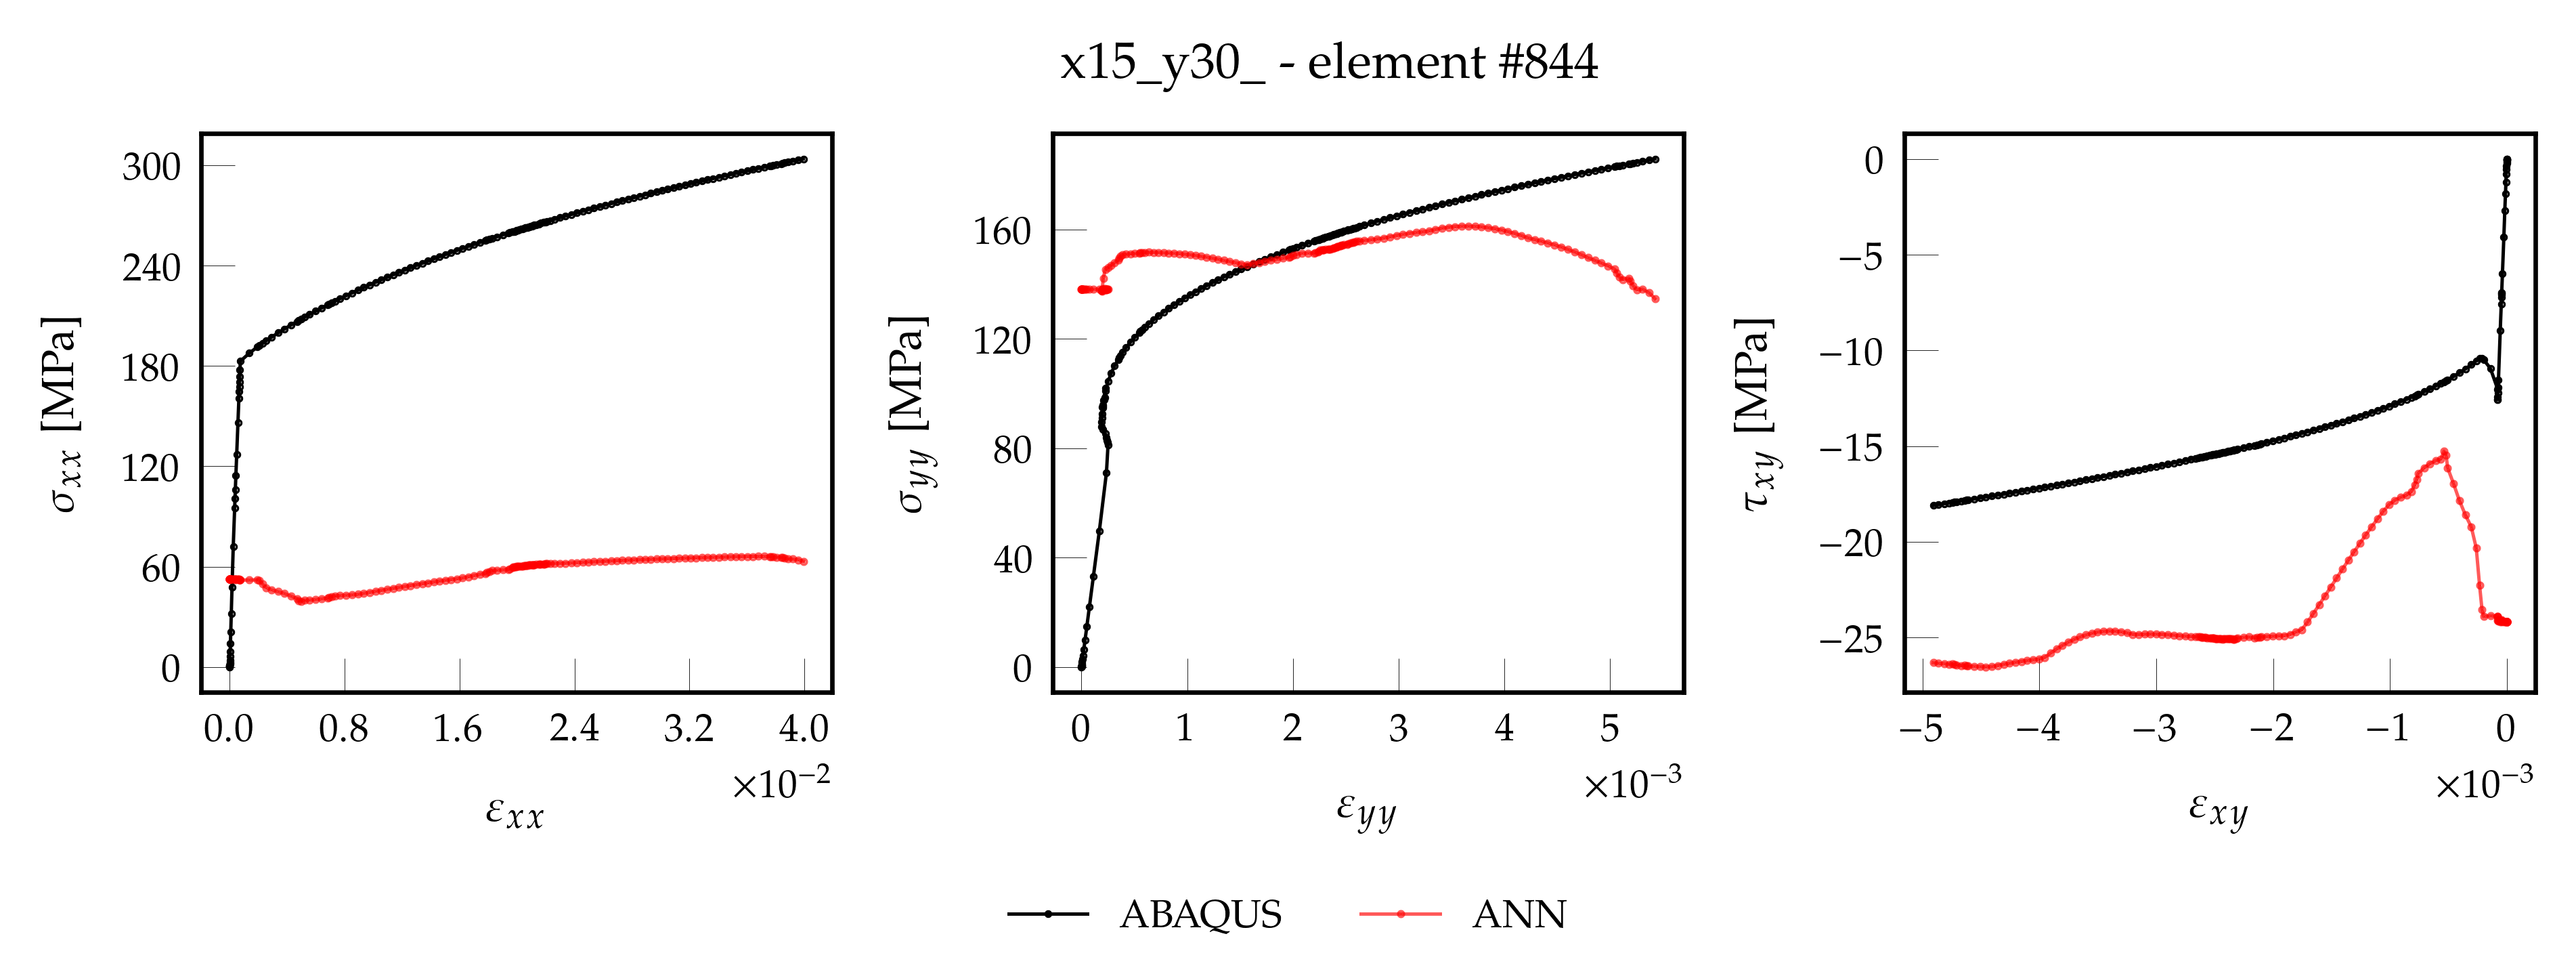 x15_y30_ - element #844
300
240
180
120
60
0
σxx [MPa]
0.0 0.8 1.6 2.4 3.2 4.0
×10−2
εxx
160
120
80
40
0
σyy [MPa]
0 1 2 3 4 5
×10−3
εyy
0
−5
−10
−15
−20
−25
τxy [MPa]
−5 −4 −3 −2 −1 0
×10−3
εxy
ABAQUS ANN